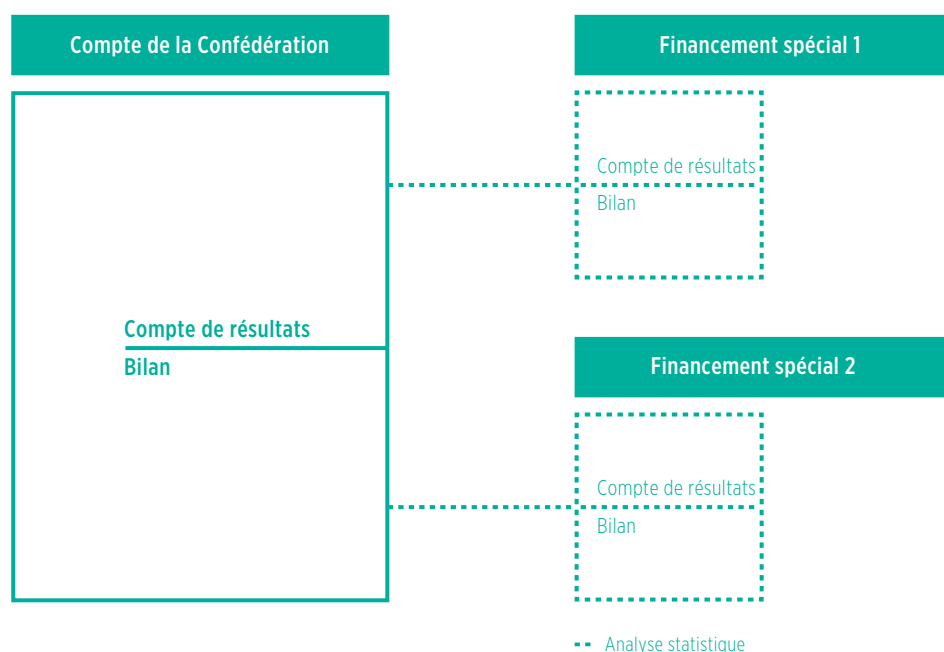 Compte de la Confédération
Financement spécial 1
Compte de résultats
Bilan
Compte de résultats
Bilan
Financement spécial 2
Compte de résultats
Bilan
Analyse statistique